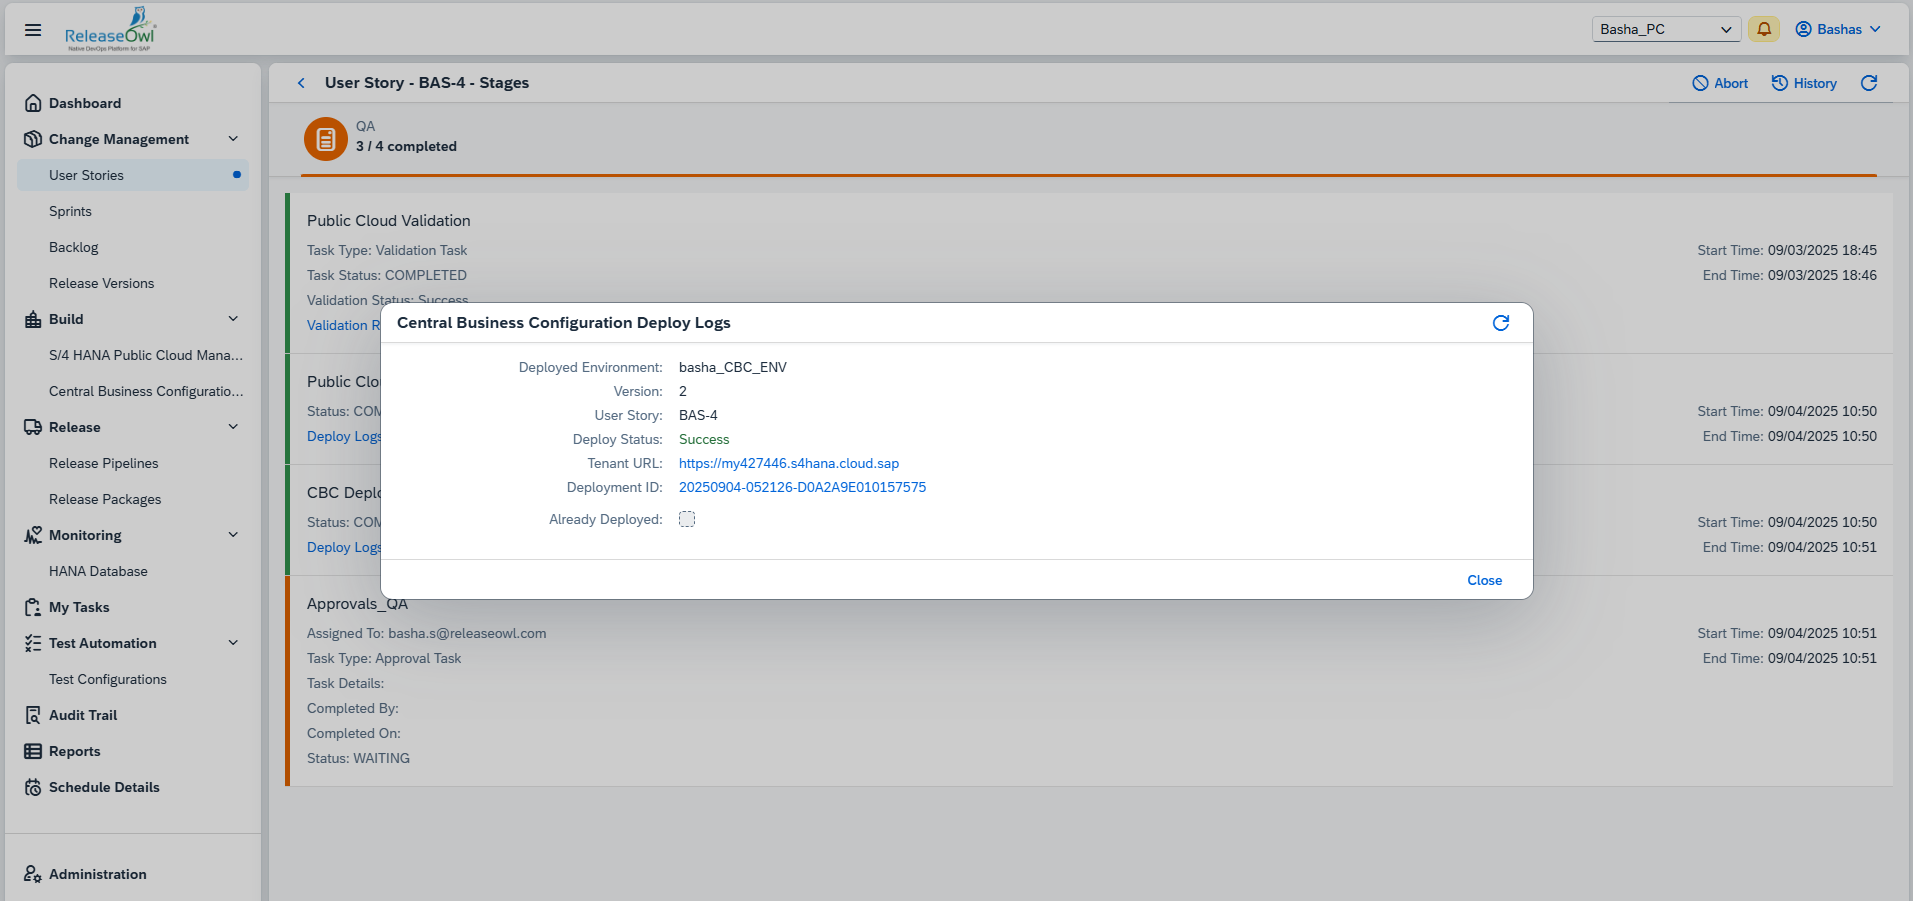 ReleaseOwl
Native DevOps Platform for SAP
Basha_PC
Bashas
Dashboard
Change Management
User Stories
Sprints
Backlog
Release Versions
Build
S/4 HANA Public Cloud Mana...
Central Business Configuratio...
Release
Release Pipelines
Release Packages
Monitoring
HANA Database
My Tasks
Test Automation
Test Configurations
Audit Trail
Reports
Schedule Details
Administration
User Story - BAS-4 - Stages
Abort
History
QA
3 / 4 completed
Public Cloud Validation
Task Type: Validation Task
Start Time: 09/03/2025 18:45
Task Status: COMPLETED
End Time: 09/03/2025 18:46
Validation Status: Success
Validation R
Central Business Configuration Deploy Logs
Deployed Environment: basha_CBC_ENV
Version: 2
User Story: BAS-4
Deploy Status: Success
Tenant URL: https://my427446.s4hana.cloud.sap
Deployment ID: 20250904-052126-D0A2A9E010157575
Already Deployed:
Close
Public Clo
Status: COM
Start Time: 09/04/2025 10:50
Deploy Logs
End Time: 09/04/2025 10:50
CBC Deplo
Status: COM
Start Time: 09/04/2025 10:50
Deploy Logs
End Time: 09/04/2025 10:51
Approvals_QA
Assigned To: basha.s@releaseowl.com
Start Time: 09/04/2025 10:51
Task Type: Approval Task
End Time: 09/04/2025 10:51
Task Details:
Completed By:
Completed On:
Status: WAITING